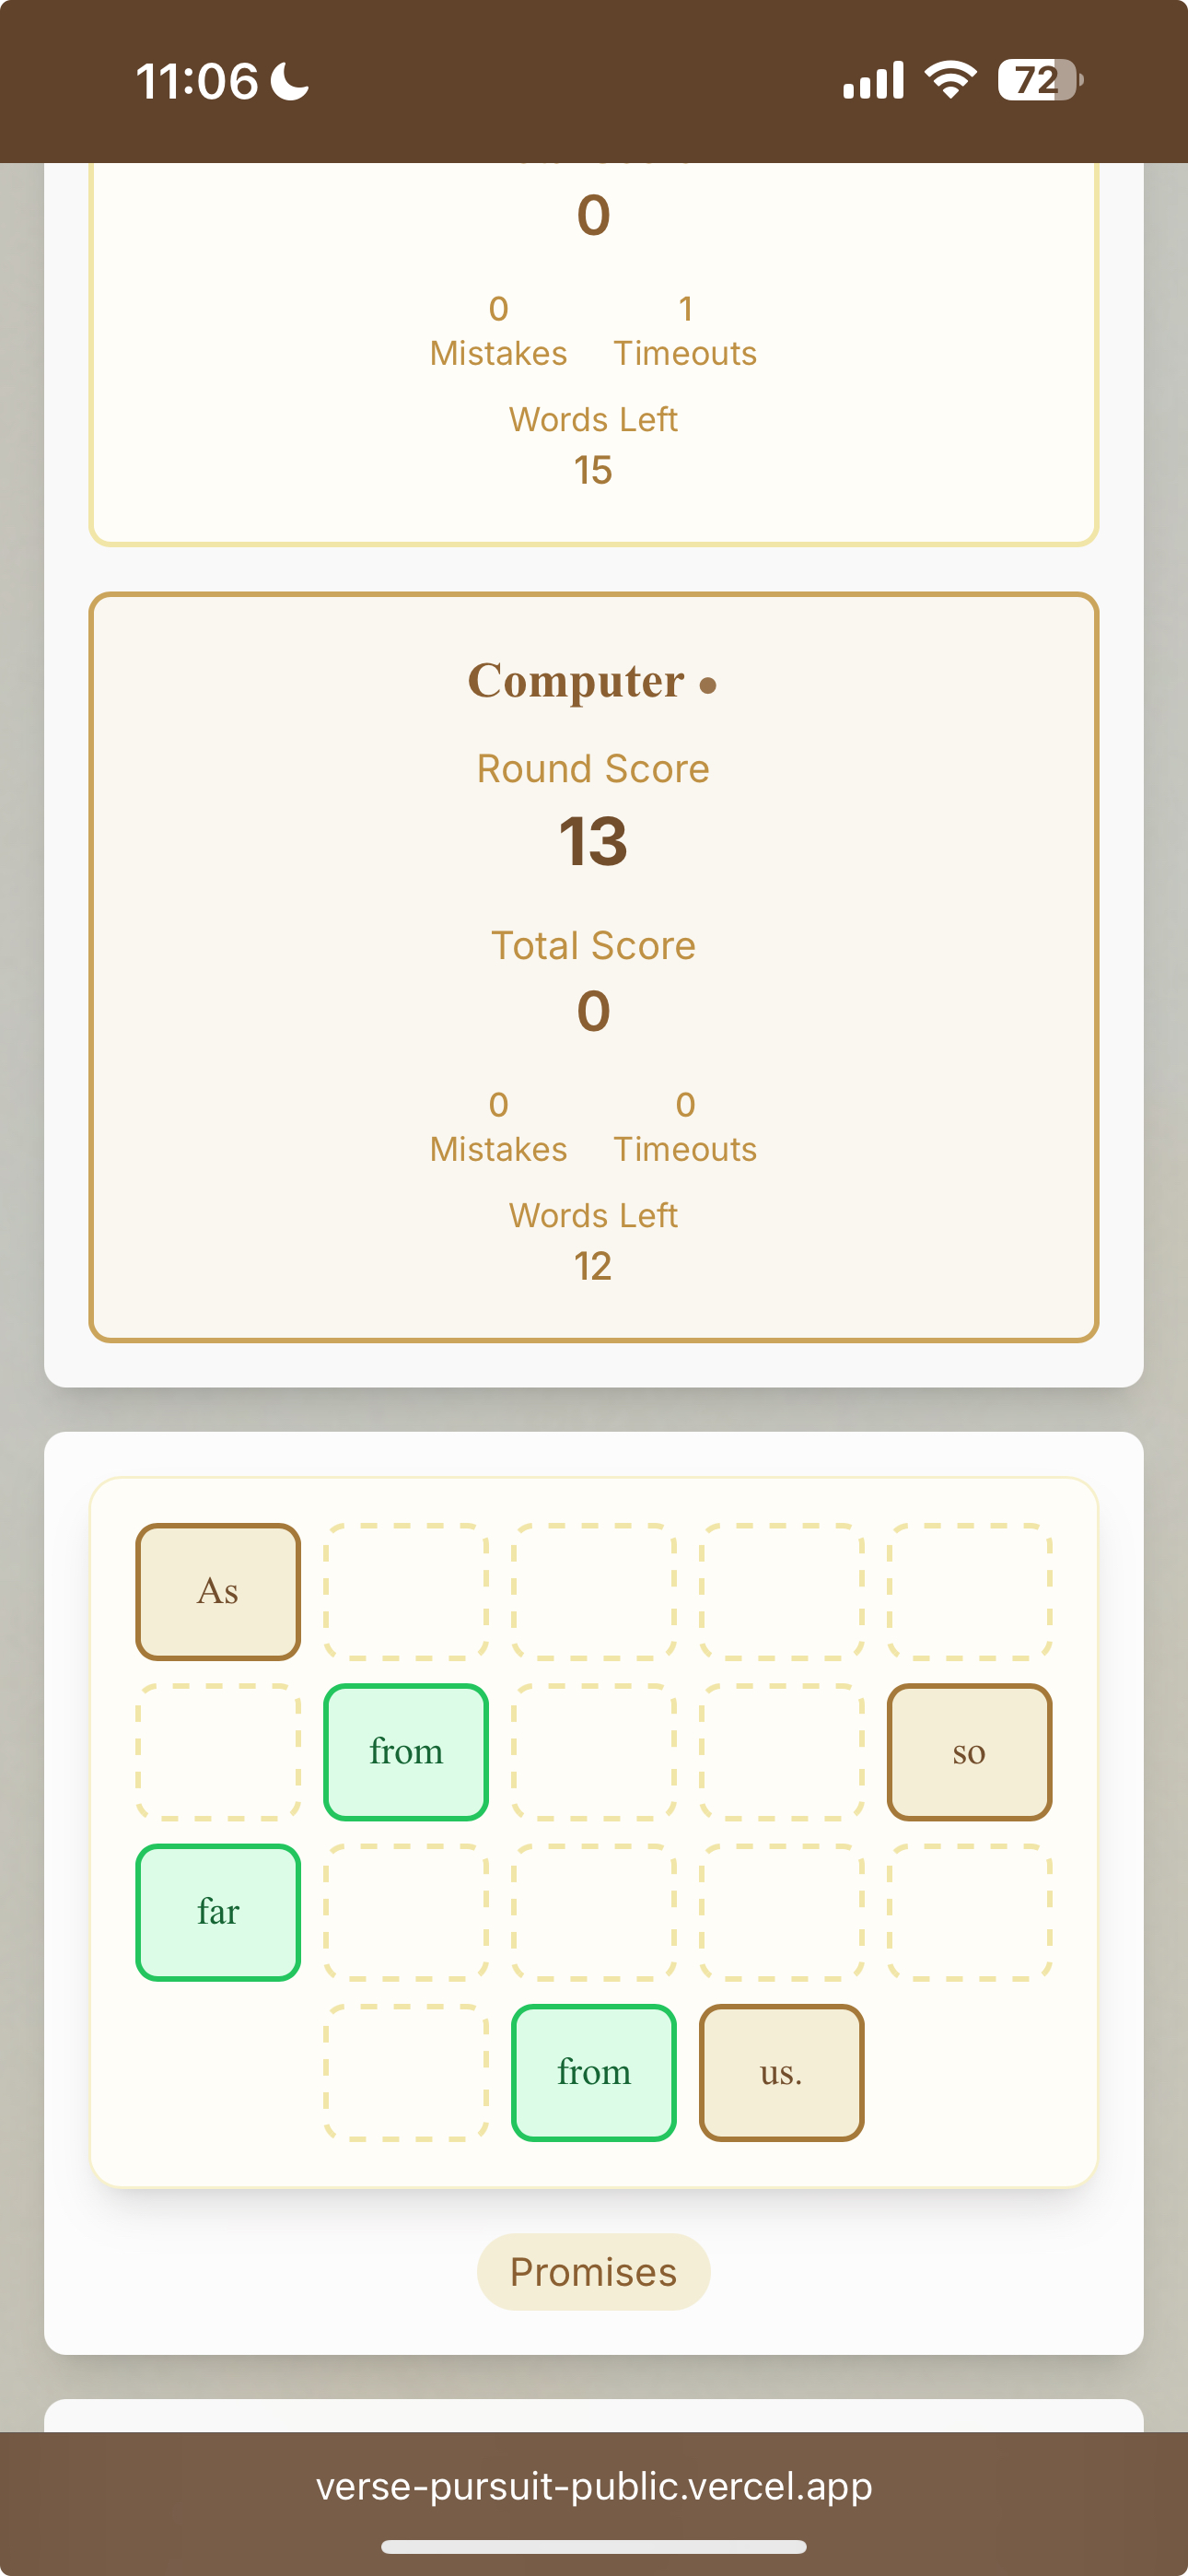 11:06
72
0
0 1
Mistakes Timeouts
Words Left
15
Computer
Round Score
13
Total Score
0
0 0
Mistakes Timeouts
Words Left
12
As
from so
far
from us.
Promises
verse-pursuit-public.vercel.app